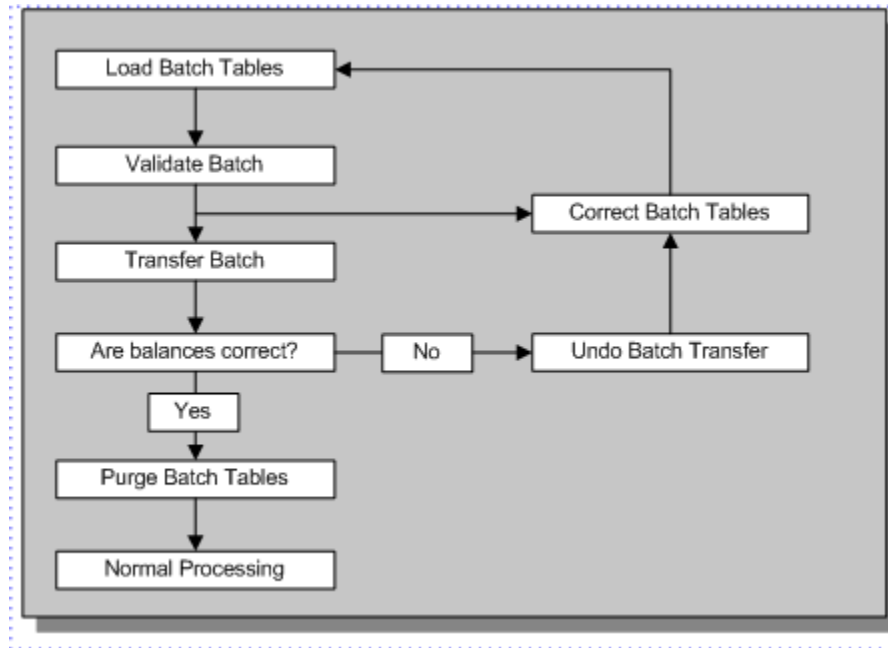 Load Batch Tables
Validate Batch
Correct Batch Tables
Transfer Batch
Are balances correct?
No
Undo Batch Transfer
Yes
Purge Batch Tables
Normal Processing